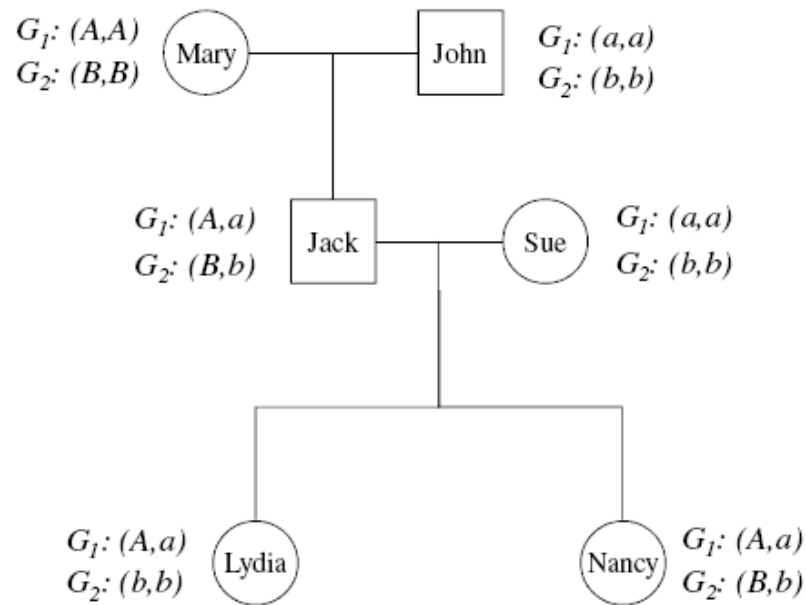 G1: (A,A)
G2: (B,B)
Mary
John
G1: (a,a)
G2: (b,b)
G1: (A,a)
G2: (B,b)
Jack
Sue
G1: (a,a)
G2: (b,b)
G1: (A,a)
G2: (b,b)
Lydia
Nancy
G1: (A,a)
G2: (B,b)